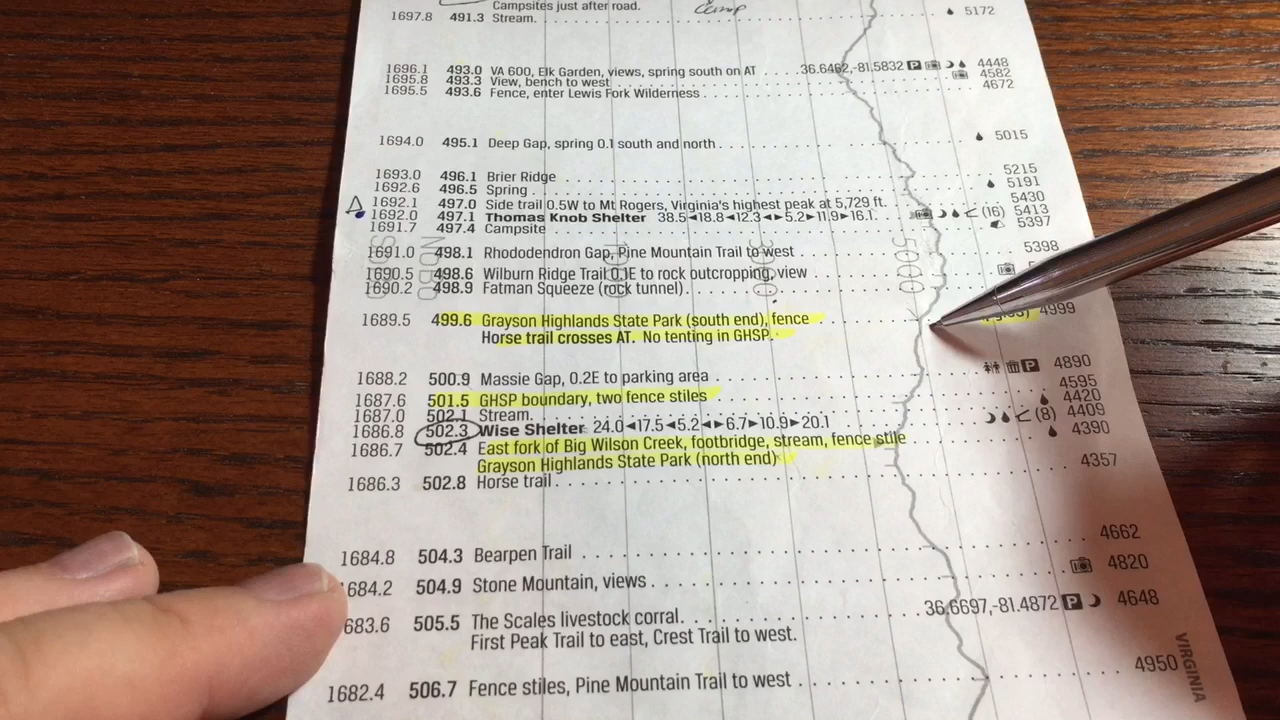 Campsites just after road. Camp
1697.8 491.3 Stream. 5172
1696.1 493.0 VA 600, Elk Garden, views, spring south on AT . . . . 36.6462,-81.5832 P 4448
1695.8 493.3 View, bench to west 4582
1695.5 493.6 Fence, enter Lewis Fork Wilderness 4672
1694.0 495.1 Deep Gap, spring 0.1 south and north 5015
1693.0 496.1 Brier Ridge 5215
1692.6 496.5 Spring 5191
1692.1 497.0 Side trail 0.5W to Mt Rogers, Virginia's highest peak at 5,729 ft. 5430
1692.0 497.1 Thomas Knob Shelter 38.5◄18.8◄12.3◄►5.2►11.9►16.1 (16) 5413
1691.7 497.4 Campsite 5397
1691.0 498.1 Rhododendron Gap, Pine Mountain Trail to west 5398
1690.5 498.6 Wilburn Ridge Trail 0.1E to rock outcropping, view
1690.2 498.9 Fatman Squeeze (rock tunnel)
SOBO NOBO 1000 3000 5000
1689.5 499.6 Grayson Highlands State Park (south end), fence 4999
Horse trail crosses AT. No tenting in GHSP.
1688.2 500.9 Massie Gap, 0.2E to parking area P 4890
1687.6 501.5 GHSP boundary, two fence stiles 4595
1687.0 502.1 Stream 4420
1686.8 502.3 Wise Shelter 24.0◄17.5◄5.2◄►6.7►10.9►20.1 (8) 4409
1686.7 502.4 East fork of Big Wilson Creek, footbridge, stream, fence stile 4390
Grayson Highlands State Park (north end)
1686.3 502.8 Horse trail 4357
1684.8 504.3 Bearpen Trail 4662
684.2 504.9 Stone Mountain, views 4820
683.6 505.5 The Scales livestock corral. 36.6697,-81.4872 P 4648
First Peak Trail to east, Crest Trail to west.
1682.4 506.7 Fence stiles, Pine Mountain Trail to west 4950
VIRGINIA